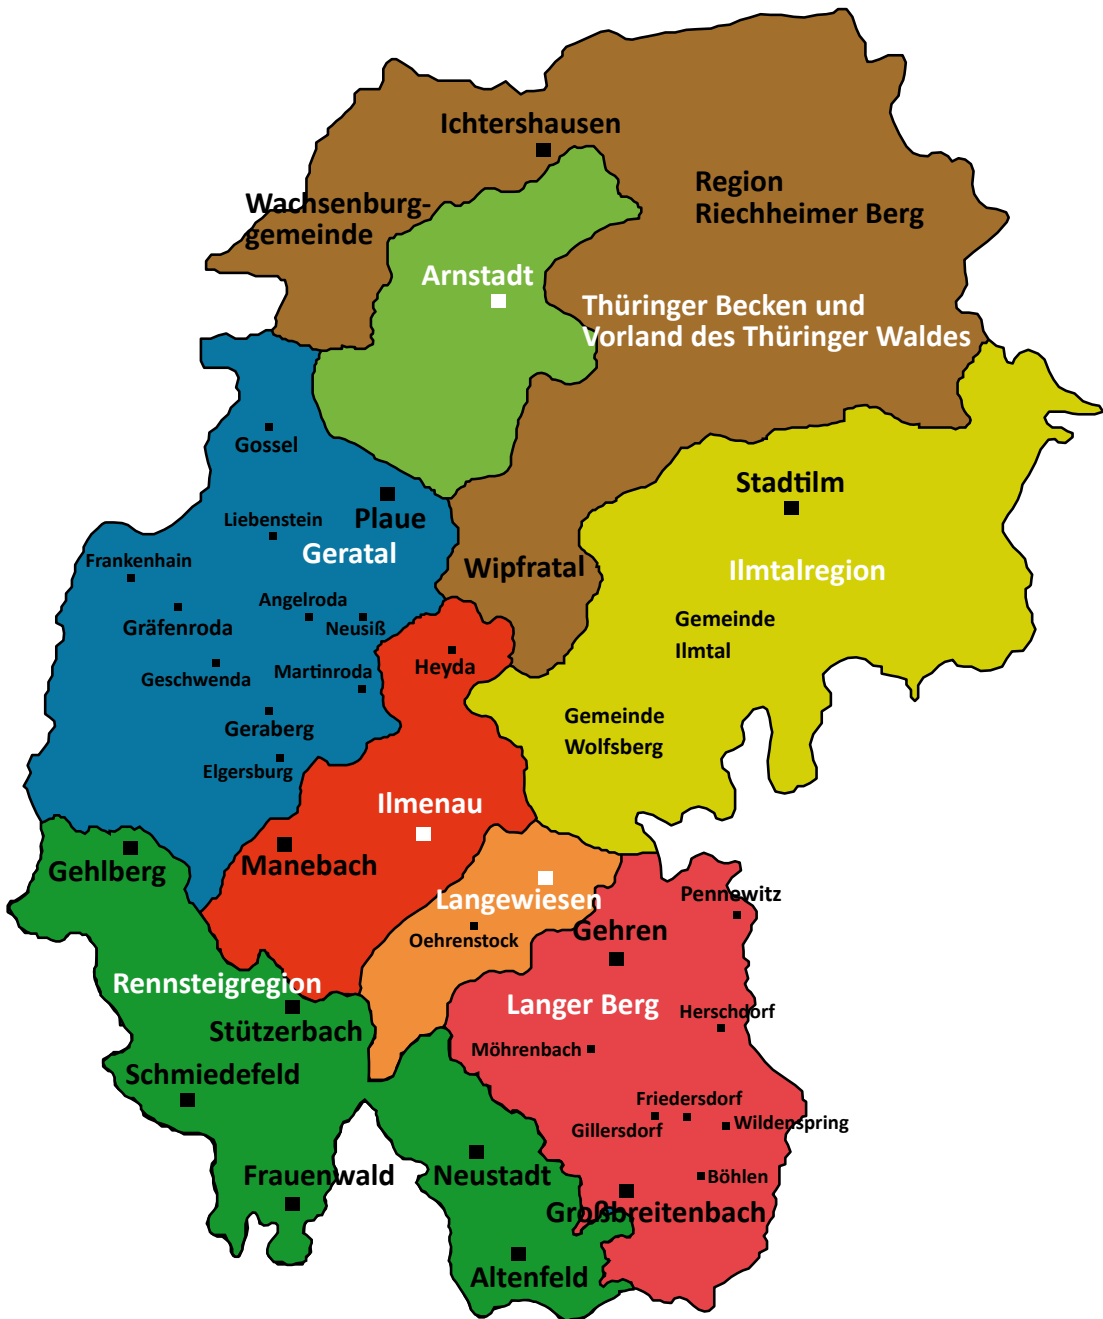 Ichtershausen
Region
Riechheimer Berg
Wachsenburg-
gemeinde
Arnstadt
Thüringer Becken und
Vorland des Thüringer Waldes
Gossel
Stadtilm
Plaue
Liebenstein
Geratal
Frankenhain
Wipfratal
Ilmtalregion
Angelroda
Gräfenroda
Neusiß
Gemeinde
Ilmtal
Heyda
Martinroda
Geschwenda
Gemeinde
Wolfsberg
Geraberg
Elgersburg
Ilmenau
Manebach
Gehlberg
Langewiesen
Pennewitz
Gehren
Oehrenstock
Rennsteigregion
Langer Berg
Herschdorf
Stützerbach
Möhrenbach
Schmiedefeld
Friedersdorf
Gillersdorf
Wildenspring
Frauenwald
Neustadt
Böhlen
Großbreitenbach
Altenfeld